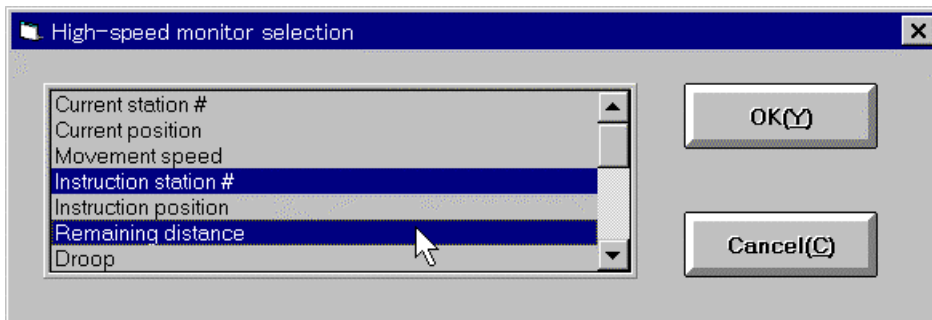 High-speed monitor selection
Current station #
Current position
Movement speed
Instruction station #
Instruction position
Remaining distance
Droop
OK(Y)
Cancel(C)